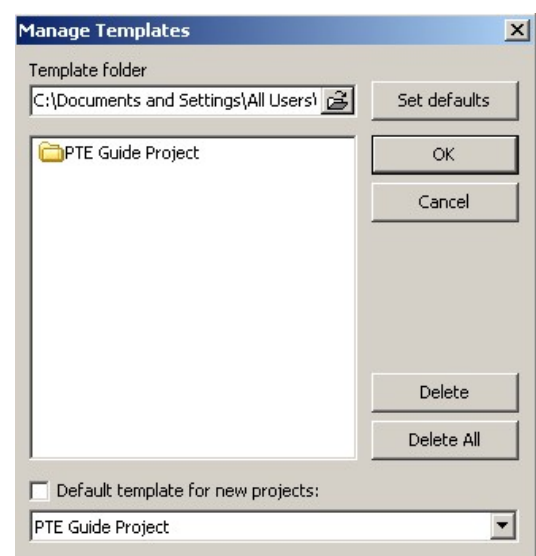 Manage Templates
Template folder
C:\Documents and Settings\All Users\
Set defaults
PTE Guide Project
OK
Cancel
Delete
Delete All
Default template for new projects:
PTE Guide Project